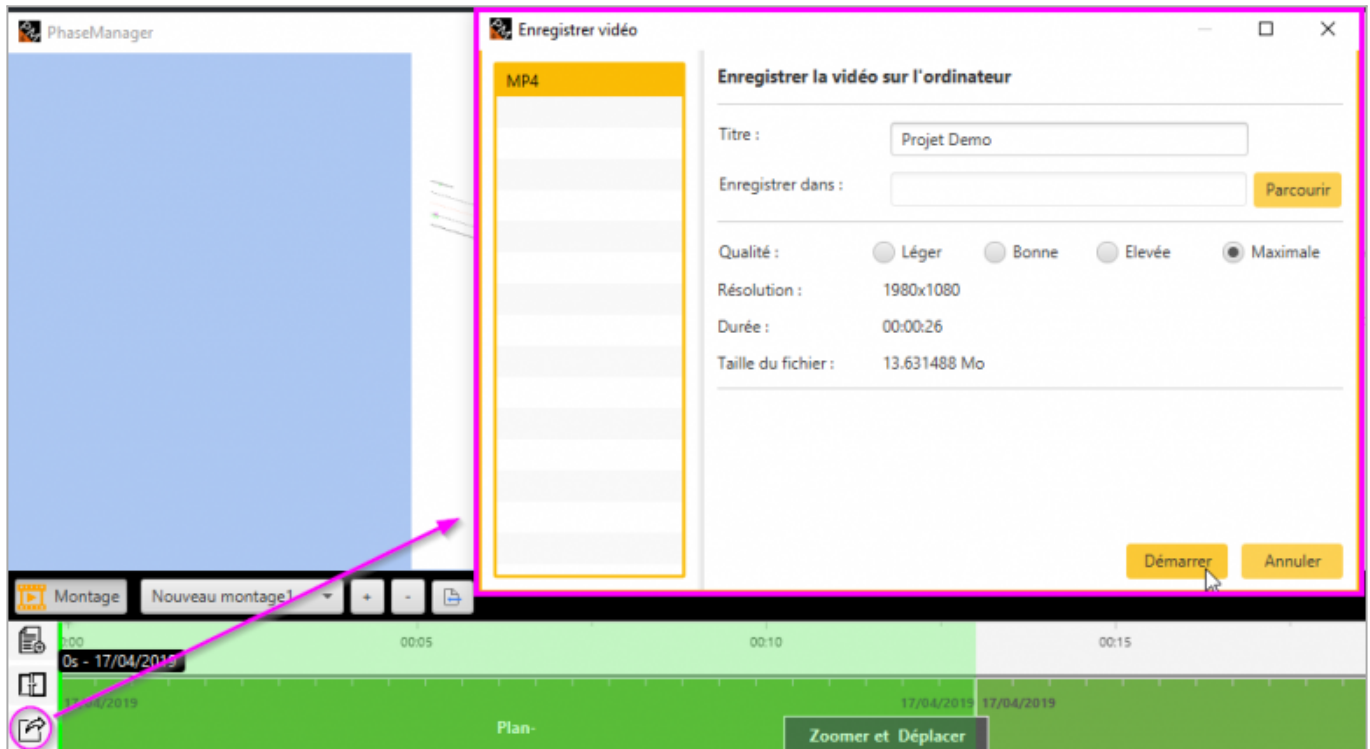 PhaseManager
Enregistrer vidéo
MP4
Enregistrer la vidéo sur l'ordinateur
Titre :
Projet Demo
Enregistrer dans :
Parcourir
Qualité :
Léger
Bonne
Elevée
Maximale
Résolution :
1980x1080
Durée :
00:00:26
Taille du fichier :
13.631488 Mo
Démarrer
Annuler
Montage
Nouveau montage1
+
-
0:00
00:05
00:10
00:15
0s - 17/04/2019
17/04/2019
17/04/2019
17/04/2019
Plan-
Zoomer et Déplacer